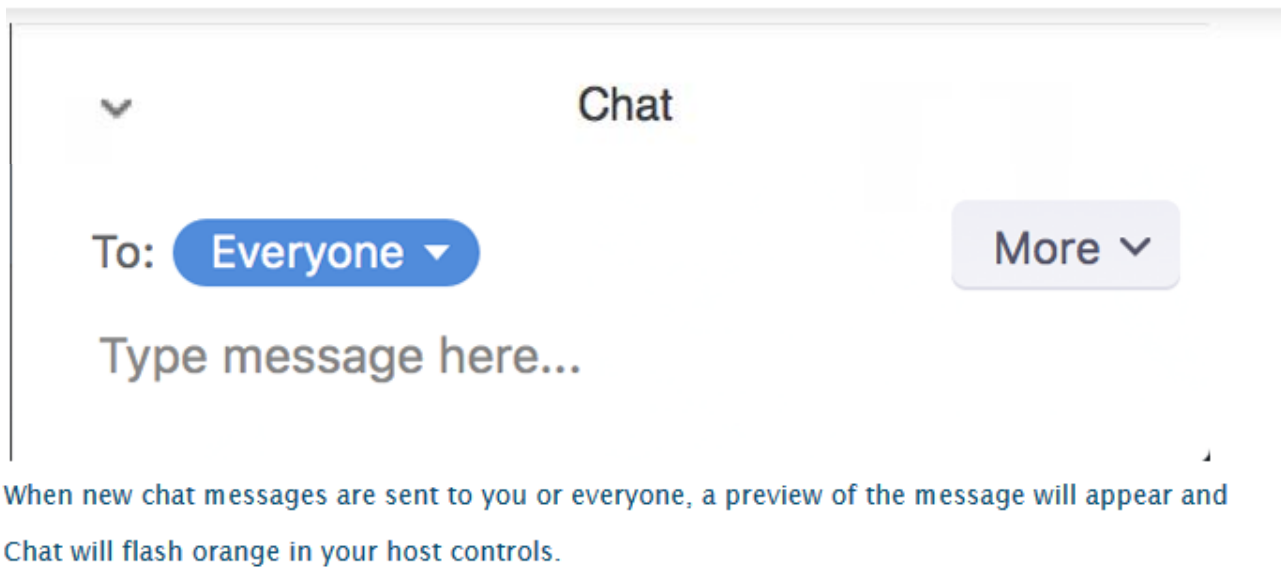 Chat
To: Everyone More
Type message here...
When new chat messages are sent to you or everyone, a preview of the message will appear and
Chat will flash orange in your host controls.